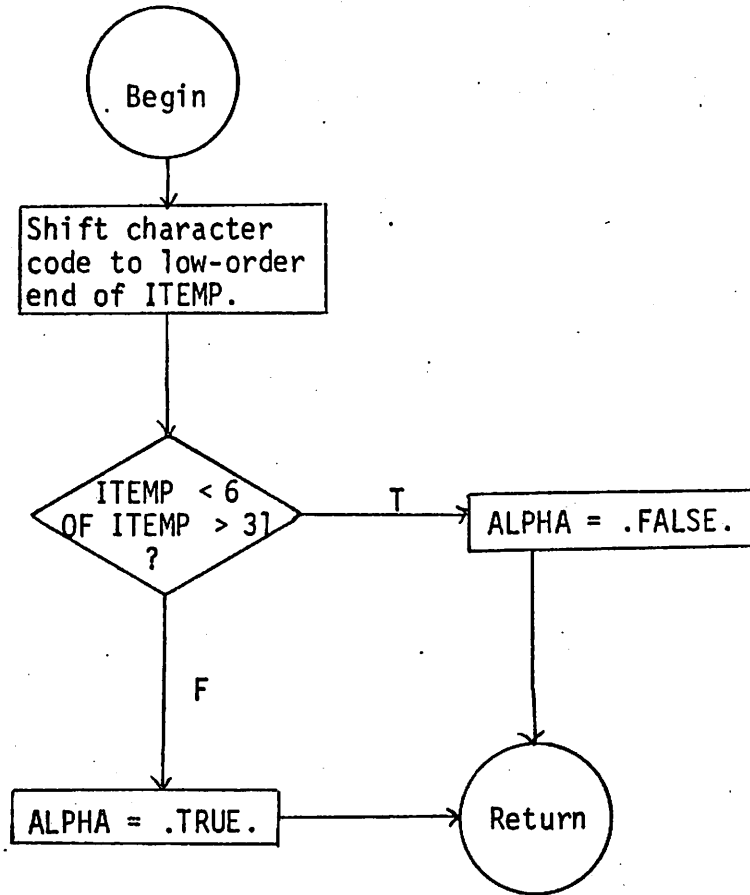 Begin
Shift character
code to low-order
end of ITEMP.
ITEMP < 6
OF ITEMP > 31
?
T
ALPHA = .FALSE.
F
ALPHA = .TRUE.
Return